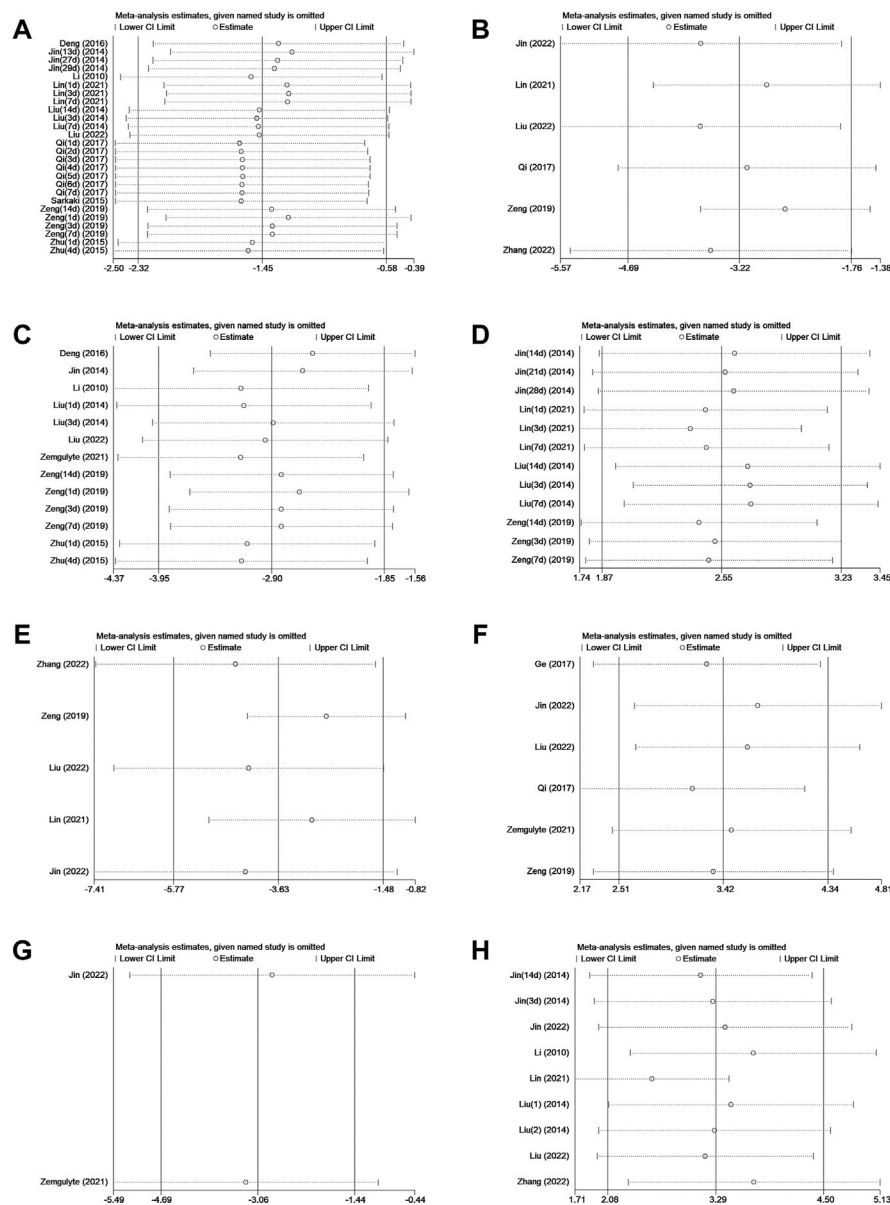 A
Meta-analysis estimates, given named study is omitted
Lower CI Limit Estimate Upper CI Limit
Deng (2016)
Jin(13d) (2014)
Jin(27d) (2014)
Jin(29d) (2014)
Li (2010)
Lin(1d) (2021)
Lin(3d) (2021)
Lin(7d) (2021)
Liu(14d) (2014)
Liu(3d) (2014)
Liu(7d) (2014)
Liu (2022)
Qi(1d) (2017)
Qi(2d) (2017)
Qi(3d) (2017)
Qi(4d) (2017)
Qi(5d) (2017)
Qi(6d) (2017)
Qi(7d) (2017)
Sarkaki (2015)
Zeng(14d) (2019)
Zeng(1d) (2019)
Zeng(3d) (2019)
Zeng(7d) (2019)
Zhu(1d) (2015)
Zhu(4d) (2015)
-2.50 -2.32 -1.45 -0.58 -0.39
B
Meta-analysis estimates, given named study is omitted
Lower CI Limit Estimate Upper CI Limit
Jin (2022)
Lin (2021)
Liu (2022)
Qi (2017)
Zeng (2019)
Zhang (2022)
-5.57 -4.69 -3.22 -1.76 -1.38
C
Meta-analysis estimates, given named study is omitted
Lower CI Limit Estimate Upper CI Limit
Deng (2016)
Jin (2014)
Li (2010)
Liu(1d) (2014)
Liu(3d) (2014)
Liu (2022)
Zemgulyte (2021)
Zeng(14d) (2019)
Zeng(1d) (2019)
Zeng(3d) (2019)
Zeng(7d) (2019)
Zhu(1d) (2015)
Zhu(4d) (2015)
-4.37 -3.95 -2.90 -1.85 -1.56
D
Meta-analysis estimates, given named study is omitted
Lower CI Limit Estimate Upper CI Limit
Jin(14d) (2014)
Jin(21d) (2014)
Jin(28d) (2014)
Lin(1d) (2021)
Lin(3d) (2021)
Lin(7d) (2021)
Liu(14d) (2014)
Liu(3d) (2014)
Liu(7d) (2014)
Zeng(14d) (2019)
Zeng(3d) (2019)
Zeng(7d) (2019)
1.74 1.87 2.55 3.23 3.45
E
Meta-analysis estimates, given named study is omitted
Lower CI Limit Estimate Upper CI Limit
Zhang (2022)
Zeng (2019)
Liu (2022)
Lin (2021)
Jin (2022)
-7.41 -5.77 -3.63 -1.48 -0.82
F
Meta-analysis estimates, given named study is omitted
Lower CI Limit Estimate Upper CI Limit
Ge (2017)
Jin (2022)
Liu (2022)
Qi (2017)
Zemgulyte (2021)
Zeng (2019)
2.17 2.51 3.42 4.34 4.81
G
Meta-analysis estimates, given named study is omitted
Lower CI Limit Estimate Upper CI Limit
Jin (2022)
Zemgulyte (2021)
-5.49 -4.69 -3.06 -1.44 -0.44
H
Meta-analysis estimates, given named study is omitted
Lower CI Limit Estimate Upper CI Limit
Jin(14d) (2014)
Jin(3d) (2014)
Jin (2022)
Li (2010)
Lin (2021)
Liu(1) (2014)
Liu(2) (2014)
Liu (2022)
Zhang (2022)
1.71 2.08 3.29 4.50 5.13